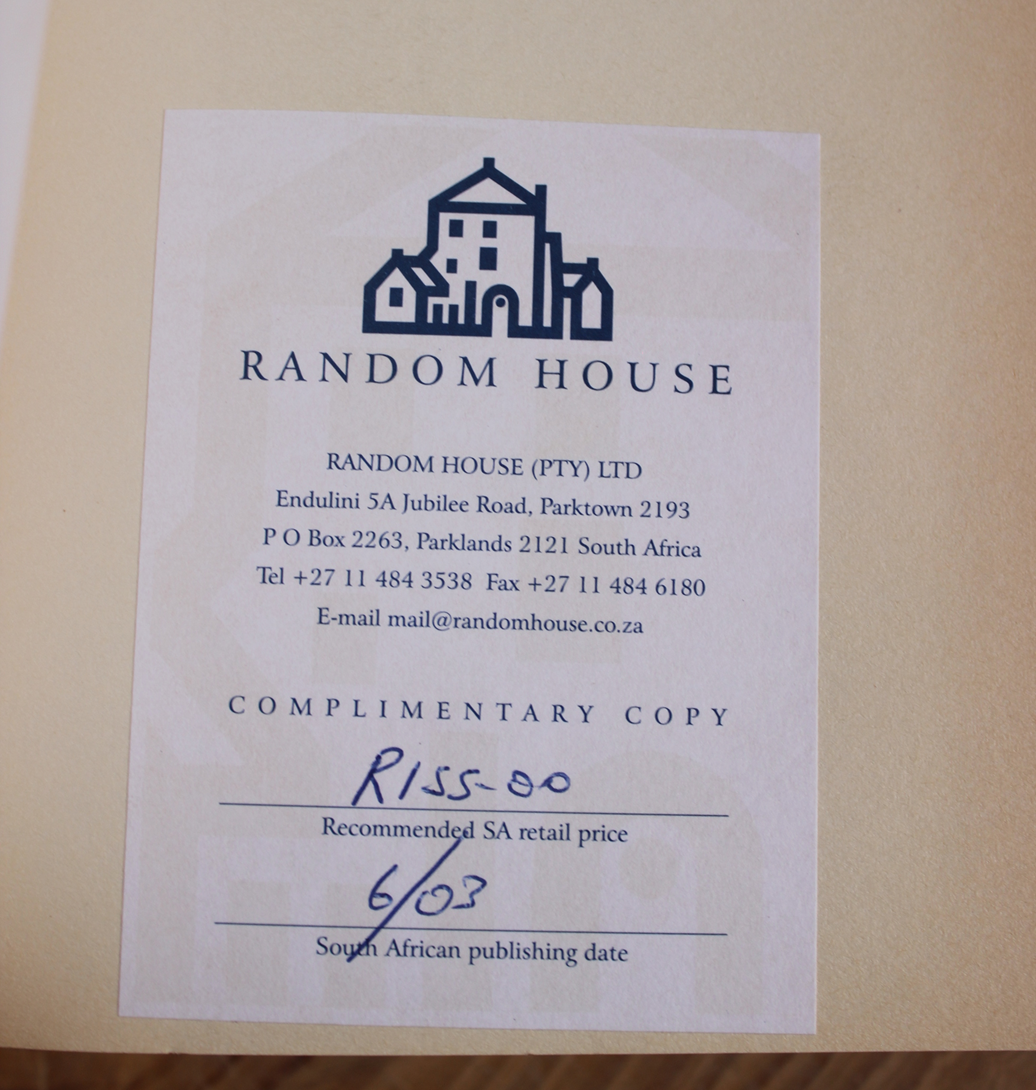 RANDOM HOUSE
RANDOM HOUSE (PTY) LTD
Endulini 5A Jubilee Road, Parktown 2193
P O Box 2263, Parklands 2121 South Africa
Tel +27 11 484 3538 Fax +27 11 484 6180
E-mail mail@randomhouse.co.za
COMPLIMENTARY COPY
R155-00
Recommended SA retail price
6/03
South African publishing date